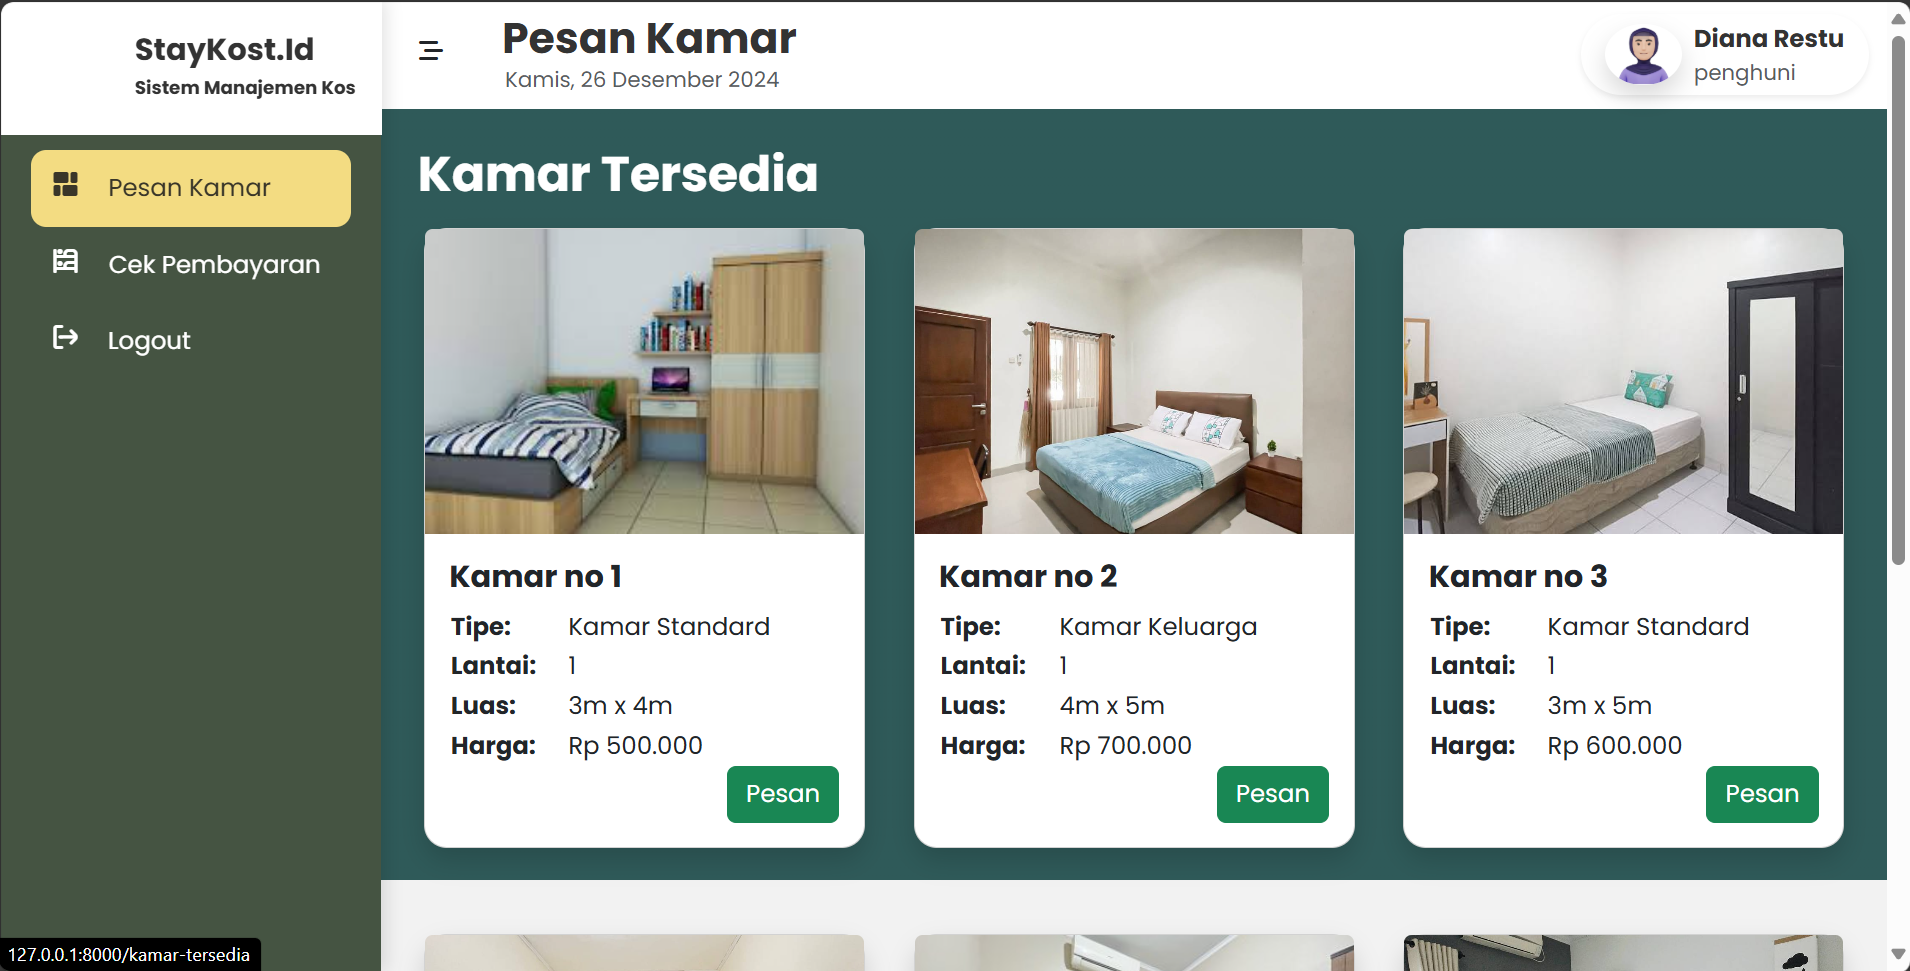 StayKost.Id
Sistem Manajemen Kos
Pesan Kamar
Cek Pembayaran
Logout
Pesan Kamar
Kamis, 26 Desember 2024
Diana Restu
penghuni
Kamar Tersedia
Kamar no 1
Tipe: Kamar Standard
Lantai: 1
Luas: 3m x 4m
Harga: Rp 500.000
Pesan
Kamar no 2
Tipe: Kamar Keluarga
Lantai: 1
Luas: 4m x 5m
Harga: Rp 700.000
Pesan
Kamar no 3
Tipe: Kamar Standard
Lantai: 1
Luas: 3m x 5m
Harga: Rp 600.000
Pesan
127.0.0.1:8000/kamar-tersedia